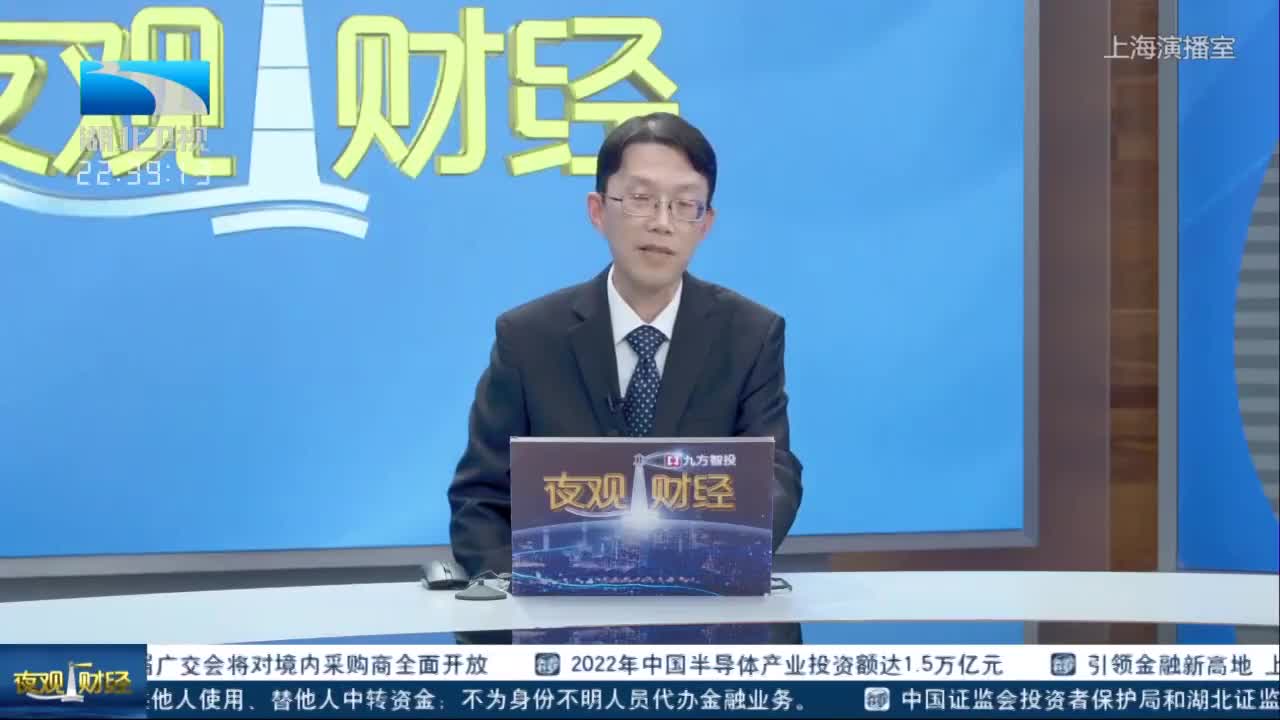 夜观 财经
上海演播室
湖北卫视
22:39:13
九方智投
夜观 财经
夜观 财经
届广交会将对境内采购商全面开放
2022年中国半导体产业投资额达1.5万亿元
引领金融新高地 上
他人使用、替他人中转资金；不为身份不明人员代办金融业务。
中国证监会投资者保护局和湖北证监